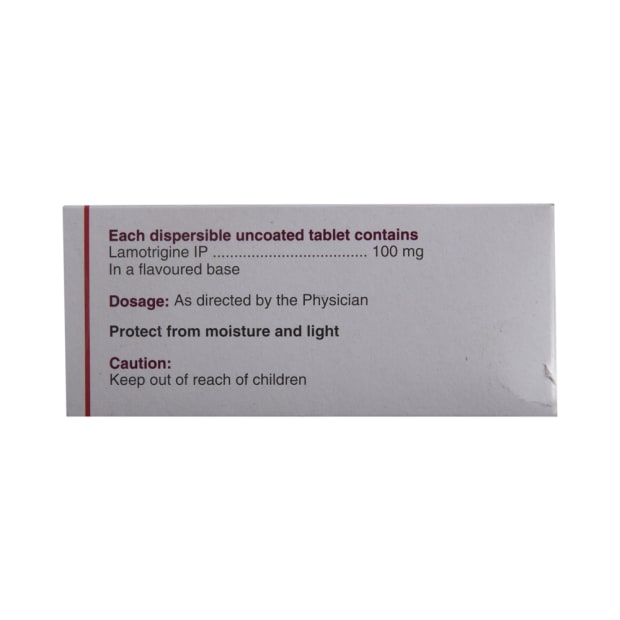 Each dispersible uncoated tablet contains
Lamotrigine IP ..................................... 100 mg
In a flavoured base
Dosage: As directed by the Physician
Protect from moisture and light
Caution:
Keep out of reach of children